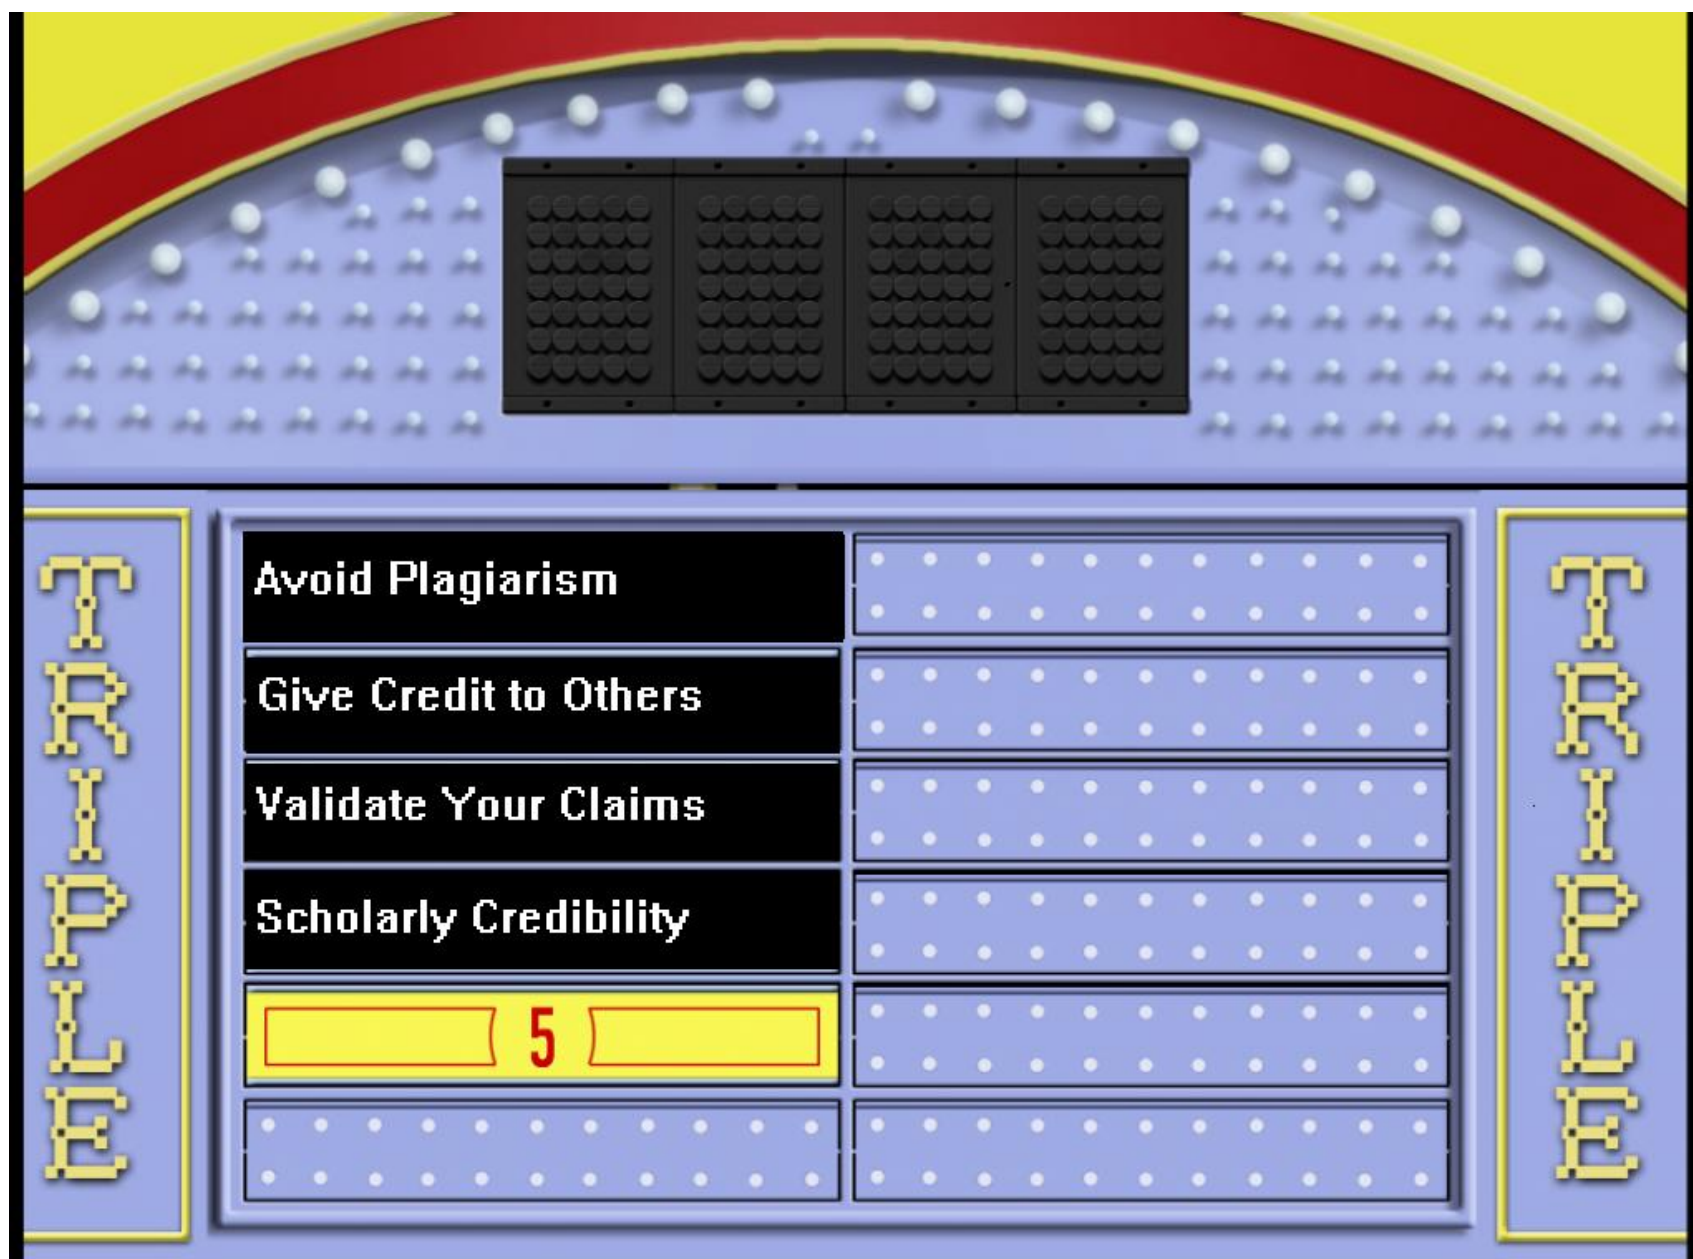 TRIPLE
Avoid Plagiarism
Give Credit to Others
Validate Your Claims
Scholarly Credibility
5
TRIPLE